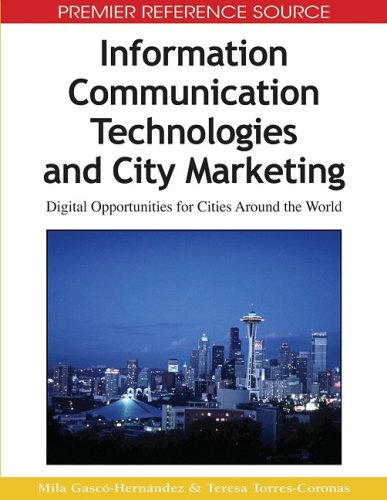 PREMIER REFERENCE SOURCE
Information
Communication
Technologies
and City Marketing
Digital Opportunities for Cities Around the World
Mila Gascó-Hernández & Teresa Torres-Coronas